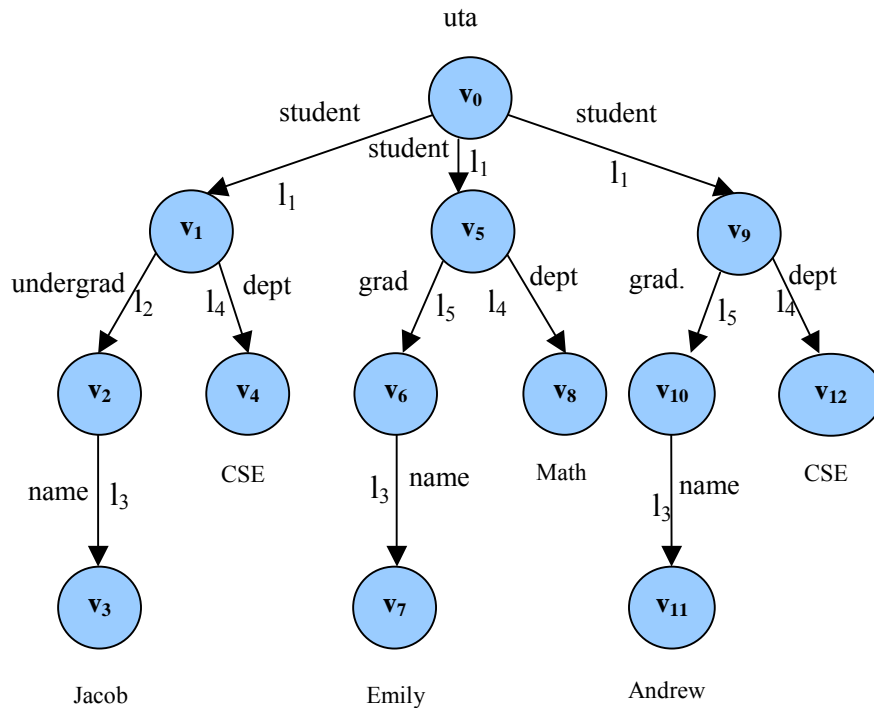 uta
v0
student
student
student
l1
l1
l1
v1
v5
v9
undergrad
l2
l4
dept
grad
l5
l4
dept
grad.
l5
l4
dept
v2
v4
v6
v8
v10
v12
CSE
Math
CSE
name
l3
l3
name
l3
name
v3
v7
v11
Jacob
Emily
Andrew